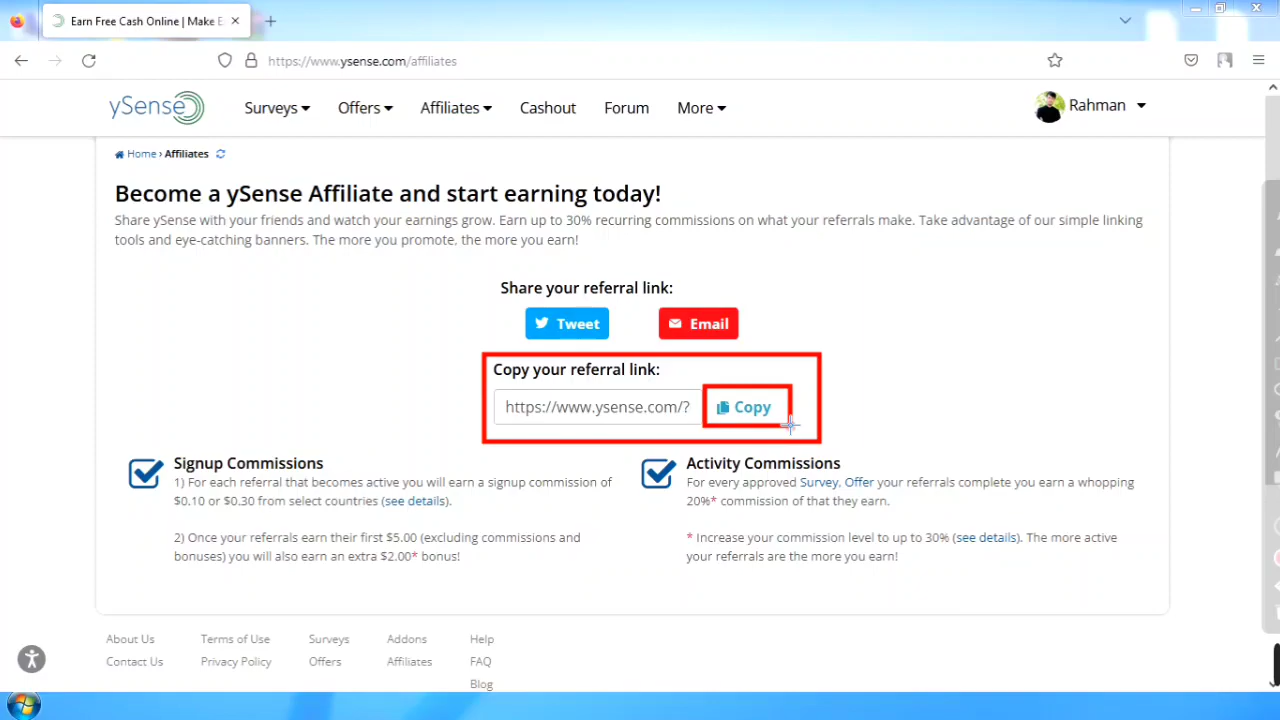 Earn Free Cash Online | Make E
https://www.ysense.com/affiliates
ySense
Surveys
Offers
Affiliates
Cashout
Forum
More
Rahman
Home › Affiliates
Become a ySense Affiliate and start earning today!
Share ySense with your friends and watch your earnings grow. Earn up to 30% recurring commissions on what your referrals make. Take advantage of our simple linking
tools and eye-catching banners. The more you promote, the more you earn!
Share your referral link:
Tweet
Email
Copy your referral link:
https://www.ysense.com/?
Copy
Signup Commissions
1) For each referral that becomes active you will earn a signup commission of
$0.10 or $0.30 from select countries (see details).
2) Once your referrals earn their first $5.00 (excluding commissions and
bonuses) you will also earn an extra $2.00* bonus!
Activity Commissions
For every approved Survey, Offer your referrals complete you earn a whopping
20%* commission of that they earn.
* Increase your commission level to up to 30% (see details). The more active
your referrals are the more you earn!
About Us
Terms of Use
Surveys
Addons
Help
Contact Us
Privacy Policy
Offers
Affiliates
FAQ
Blog